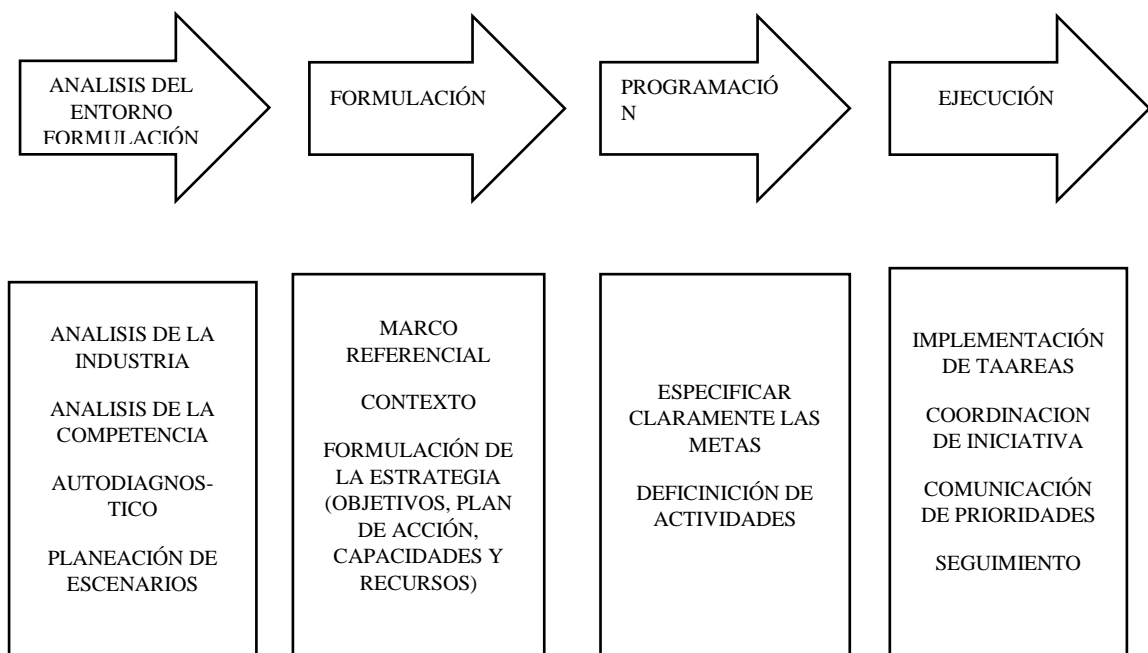 ANALISIS DEL
ENTORNO
FORMULACIÓN
FORMULACIÓN
PROGRAMACIÓ
N
EJECUCIÓN
ANALISIS DE LA
INDUSTRIA
ANALISIS DE LA
COMPETENCIA
AUTODIAGNOS-
TICO
PLANEACIÓN DE
ESCENARIOS
MARCO
REFERENCIAL
CONTEXTO
FORMULACIÓN DE
LA ESTRATEGIA
(OBJETIVOS, PLAN
DE ACCIÓN,
CAPACIDADES Y
RECURSOS)
ESPECIFICAR
CLARAMENTE LAS
METAS
DEFICINICIÓN DE
ACTIVIDADES
IMPLEMENTACIÓN
DE TAAREAS
COORDINACION
DE INICIATIVA
COMUNICACIÓN
DE PRIORIDADES
SEGUIMIENTO